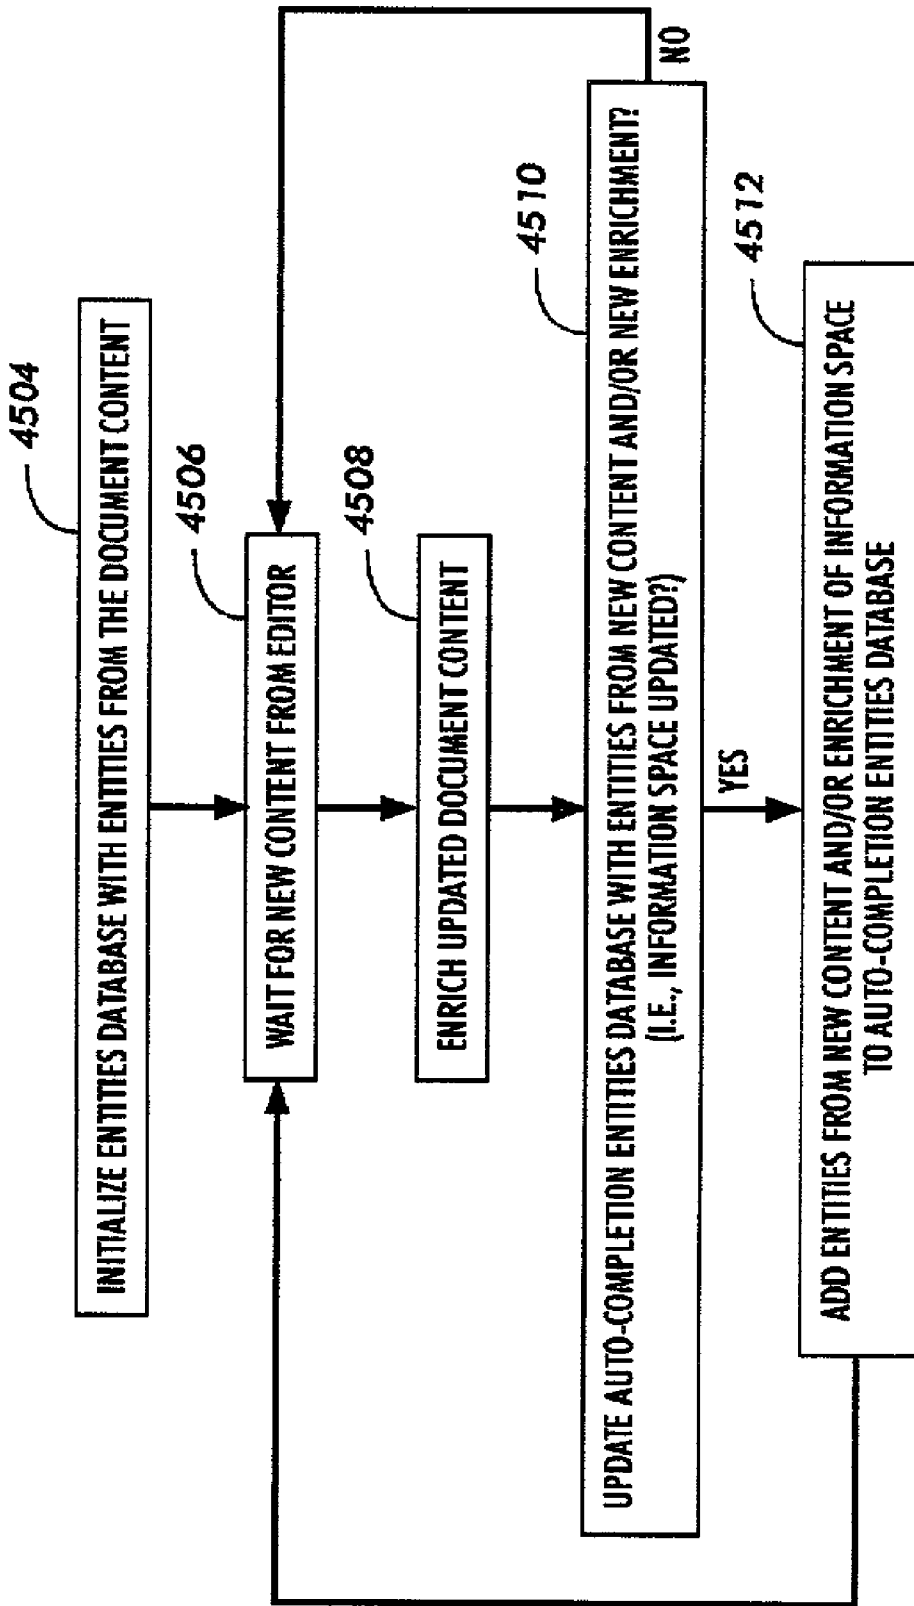 4504
INITIALIZE ENTITIES DATABASE WITH ENTITIES FROM THE DOCUMENT CONTENT
4506
WAIT FOR NEW CONTENT FROM EDITOR
4508
ENRICH UPDATED DOCUMENT CONTENT
4510
UPDATE AUTO-COMPLETION ENTITIES DATABASE WITH ENTITIES FROM NEW CONTENT AND/OR NEW ENRICHMENT?
(I.E., INFORMATION SPACE UPDATED?)
NO
YES
4512
ADD ENTITIES FROM NEW CONTENT AND/OR ENRICHMENT OF INFORMATION SPACE
TO AUTO-COMPLETION ENTITIES DATABASE